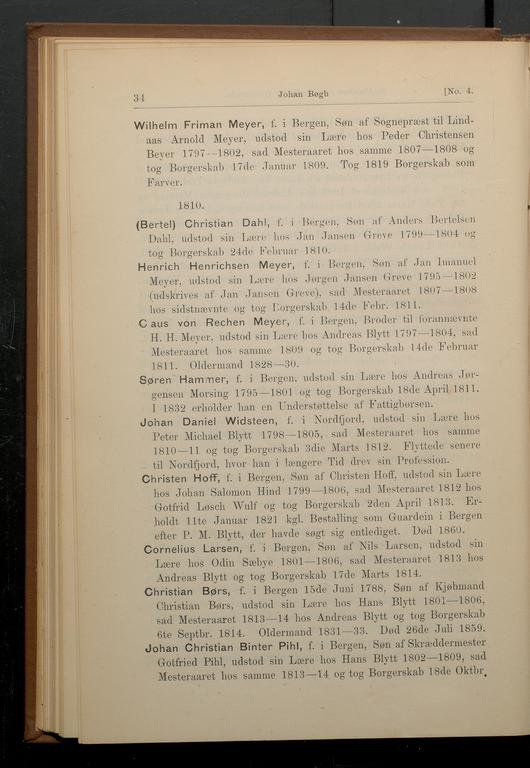 34
Johan Bøgh
[No. 4.
Wilhelm Friman Meyer, f. i Bergen, Søn af Sognepræst til Lind-
aas Arnold Meyer, udstod sin Lære hos Peder Christensen
Beyer 1797—1802, sad Mesteraaret hos samme 1807—1808 og
tog Borgerskab 17de Januar 1809. Tog 1819 Borgerskab som
Farver.
1810.
(Bertel) Christian Dahl, f. i Bergen, Søn af Anders Bertelsen
Dahl, udstod sin Lære hos Jan Jansen Greve 1799—1804 og
tog Borgerskab 24de Februar 1810.
Henrich Henrichsen Meyer, f. i Bergen, Søn af Jan Imanuel
Meyer, udstod sin Lære hos Jørgen Jansen Greve 1795—1802
(udskrives af Jan Jansen Greve), sad Mesteraaret 1807—1808
hos sidstnævnte og tog Borgerskab 14de Febr. 1811.
C aus von Rechen Meyer, f. i Bergen, Broder til forannævnte
H. H. Meyer, udstod sin Lære hos Andreas Blytt 1797—1804, sad
Mesteraaret hos samme 1809 og tog Borgerskab 14de Februar
1811. Oldermand 1828—30.
Søren Hammer, f. i Bergen, udstod sin Lære hos Andreas Jør-
gensen Morsing 1795—1801 og tog Borgerskab 18de April 1811.
I 1832 erholder han en Understøttelse af Fattigbørsen.
Johan Daniel Widsteen, f. i Nordfjord, udstod sin Lære hos
Peter Michael Blytt 1798—1805, sad Mesteraaret hos samme
1810—11 og tog Borgerskab 3die Marts 1812. Flyttede senere
til Nordfjord, hvor han i længere Tid drev sin Profession.
Christen Hoff, f. i Bergen, Søn af Christen Hoff, udstod sin Lære
hos Johan Salomon Hind 1799—1806, sad Mesteraaret 1812 hos
Gotfrid Løsch Wulf og tog Borgerskab 2den April 1813. Er-
holdt 11te Januar 1821 kgl. Bestalling som Guardein i Bergen
efter P. M. Blytt, der havde søgt sig entlediget. Død 1860.
Cornelius Larsen, f. i Bergen, Søn af Nils Larsen, udstod sin
Lære hos Odin Sæbye 1801—1806, sad Mesteraaret 1813 hos
Andreas Blytt og tog Borgerskab 17de Marts 1814.
Christian Børs, f. i Bergen 15de Juni 1788, Søn af Kjøbmand
Christian Børs, udstod sin Lære hos Hans Blytt 1801—1806,
sad Mesteraaret 1813—14 hos Andreas Blytt og tog Borgerskab
6te Septbr. 1814. Oldermand 1831—33. Død 26de Juli 1859.
Johan Christian Binter Pihl, f. i Bergen, Søn af Skræddermester
Gotfried Pihl, udstod sin Lære hos Hans Blytt 1802—1809, sad
Mesteraaret hos samme 1813—14 og tog Borgerskab 18de Oktbr.